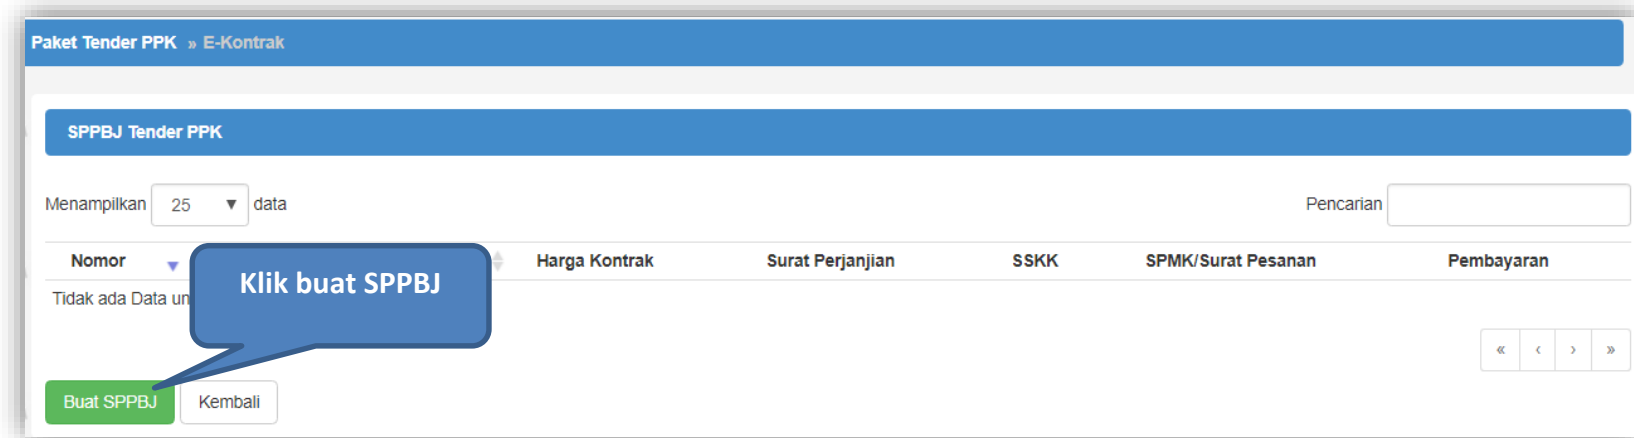 Paket Tender PPK » E-Kontrak
SPPBJ Tender PPK
Menampilkan 25 data Pencarian
Nomor Harga Kontrak Surat Perjanjian SSKK SPMK/Surat Pesanan Pembayaran
Klik buat SPPBJ
Tidak ada Data
« ‹ › »
Buat SPPBJ Kembali